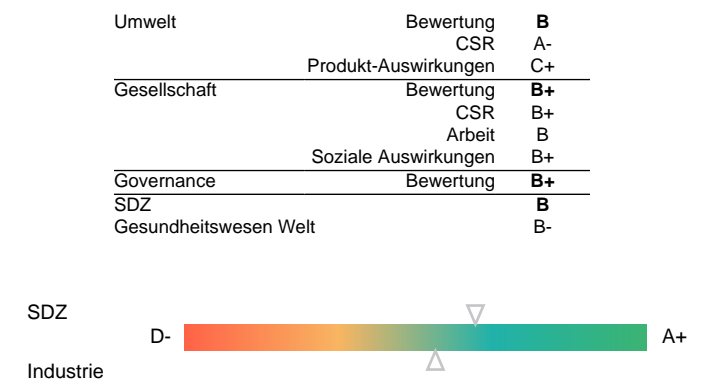 Umwelt Bewertung B
CSR A-
Produkt-Auswirkungen C+
Gesellschaft Bewertung B+
CSR B+
Arbeit B
Soziale Auswirkungen B+
Governance Bewertung B+
SDZ B
Gesundheitswesen Welt B-
SDZ
D- A+
Industrie